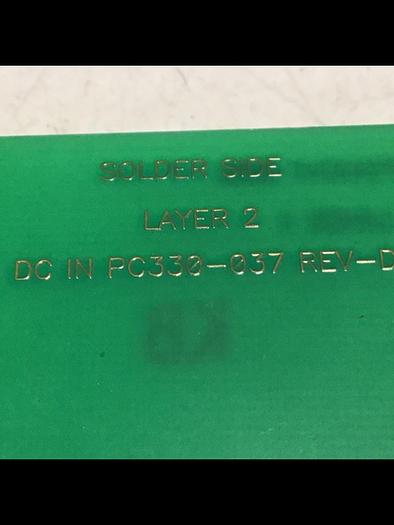 SOLDER SIDE
LAYER 2
DC IN PC330-037 REV-D